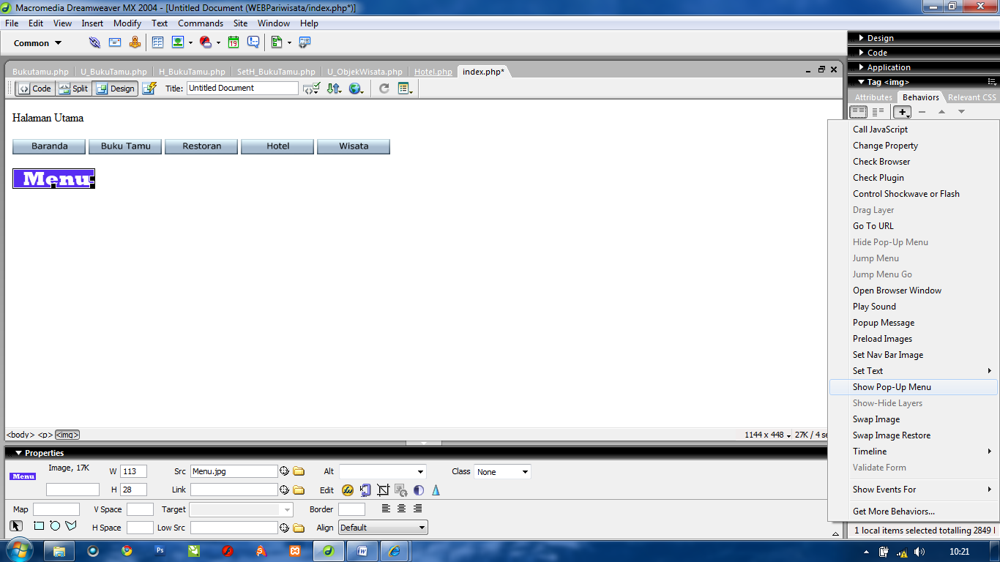 Macromedia Dreamweaver MX 2004 - [Untitled Document (WEBPariwisata/index.php*)]
File Edit View Insert Modify Text Commands Site Window Help
Common
19
Design
Code
Application
Tag <img>
Bukutamu.php U_BukuTamu.php H_BukuTamu.php SetH_BukuTamu.php U_ObjekWisata.php Hotel.php index.php*
Code Split Design Title: Untitled Document
Attributes Behaviors Relevant CSS
Halaman Utama
Baranda Buku Tamu Restoran Hotel Wisata
Menu
Call JavaScript
Change Property
Check Browser
Check Plugin
Control Shockwave or Flash
Drag Layer
Go To URL
Hide Pop-Up Menu
Jump Menu
Jump Menu Go
Open Browser Window
Play Sound
Popup Message
Preload Images
Set Nav Bar Image
Set Text
Show Pop-Up Menu
Show-Hide Layers
Swap Image
Swap Image Restore
Timeline
Validate Form
Show Events For
Get More Behaviors...
<body> <p> <img> 1144 x 448 27K / 4 se
Properties
Menu Image, 17K W 113 Src Menu.jpg Alt Class None
H 28 Link Edit
Map V Space Target Border
H Space Low Src Align Default
1 local items selected totalling 2849
Ps W 10:21